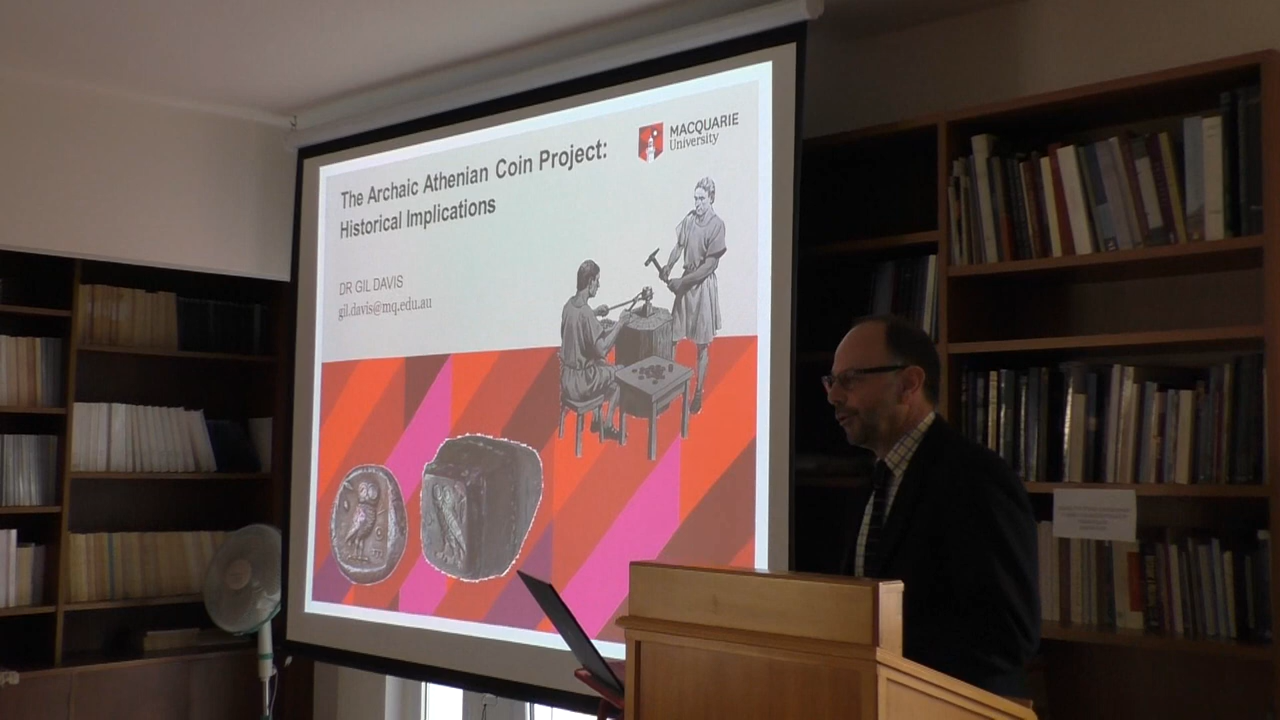 The Archaic Athenian Coin Project:
Historical Implications
MACQUARIE
University
DR GIL DAVIS
gil.davis@mq.edu.au